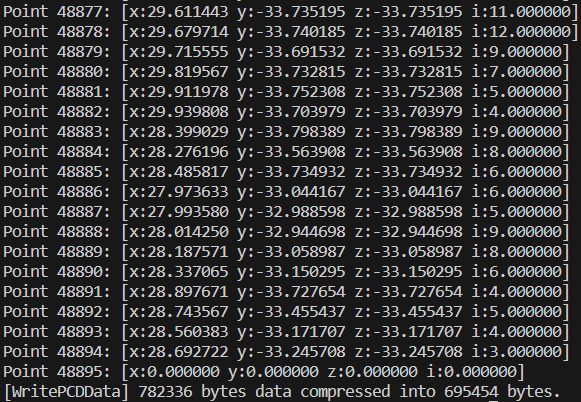 Point 48877: [x:29.611443 y:-33.735195 z:-33.735195 i:11.000000]
Point 48878: [x:29.679714 y:-33.740185 z:-33.740185 i:12.000000]
Point 48879: [x:29.715555 y:-33.691532 z:-33.691532 i:9.000000]
Point 48880: [x:29.819567 y:-33.732815 z:-33.732815 i:7.000000]
Point 48881: [x:29.911978 y:-33.752308 z:-33.752308 i:5.000000]
Point 48882: [x:29.939808 y:-33.703979 z:-33.703979 i:4.000000]
Point 48883: [x:28.399029 y:-33.798389 z:-33.798389 i:9.000000]
Point 48884: [x:28.276196 y:-33.563908 z:-33.563908 i:8.000000]
Point 48885: [x:28.485817 y:-33.734932 z:-33.734932 i:6.000000]
Point 48886: [x:27.973633 y:-33.044167 z:-33.044167 i:6.000000]
Point 48887: [x:27.993580 y:-32.988598 z:-32.988598 i:5.000000]
Point 48888: [x:28.014250 y:-32.944698 z:-32.944698 i:9.000000]
Point 48889: [x:28.187571 y:-33.058987 z:-33.058987 i:8.000000]
Point 48890: [x:28.337065 y:-33.150295 z:-33.150295 i:6.000000]
Point 48891: [x:28.897671 y:-33.727654 z:-33.727654 i:4.000000]
Point 48892: [x:28.743567 y:-33.455437 z:-33.455437 i:5.000000]
Point 48893: [x:28.560383 y:-33.171707 z:-33.171707 i:4.000000]
Point 48894: [x:28.692722 y:-33.245708 z:-33.245708 i:3.000000]
Point 48895: [x:0.000000 y:0.000000 z:0.000000 i:0.000000]
[WritePCDData] 782336 bytes data compressed into 695454 bytes.